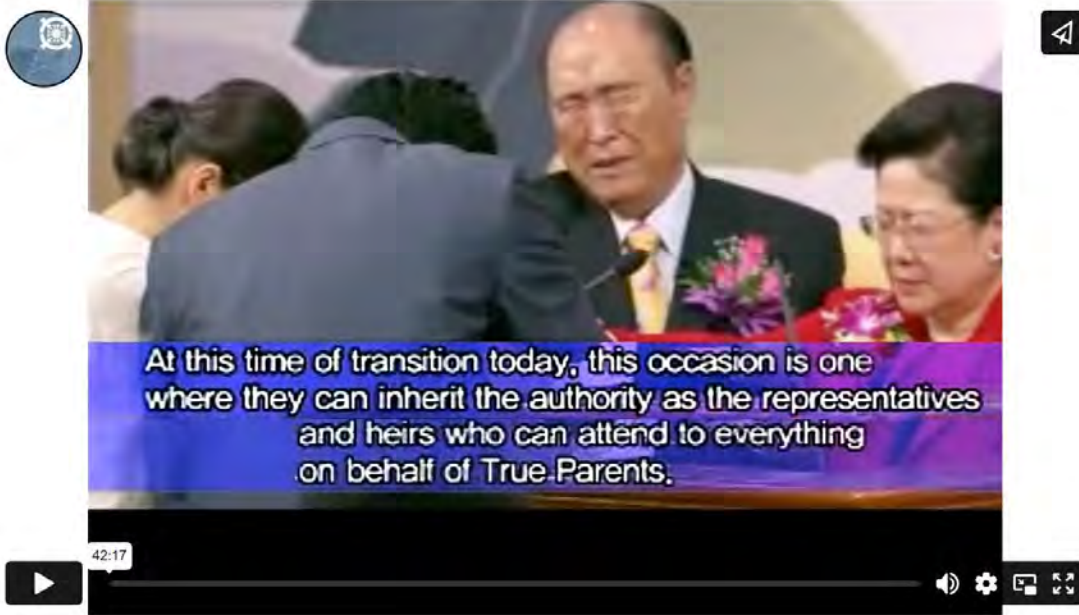 At this time of transition today, this occasion is one
where they can inherit the authority as the representatives
and heirs who can attend to everything
on behalf of True Parents.
42:17